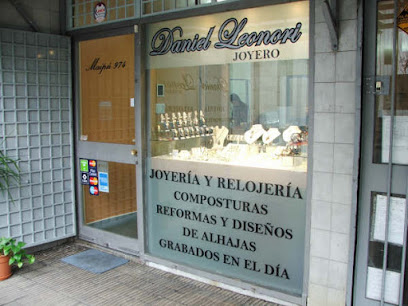 Daniel Leonori
JOYERO
Maipú 974
JOYERÍA Y RELOJERÍA
COMPOSTURAS
REFORMAS Y DISEÑOS
DE ALHAJAS
GRABADOS EN EL DÍA